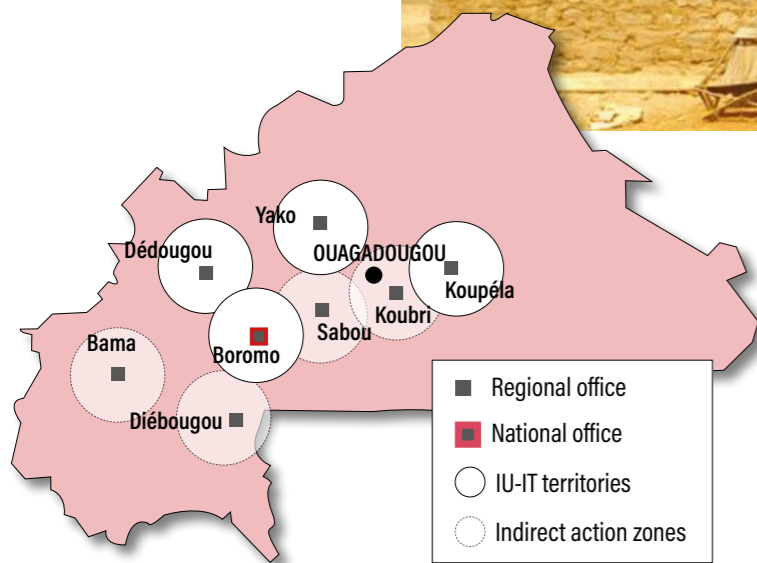 Yako
OUAGADOUGOU
Dédougou
Koupéla
Koubri
Sabou
Bama
Boromo
Diébougou
Regional office
National office
IU-IT territories
Indirect action zones